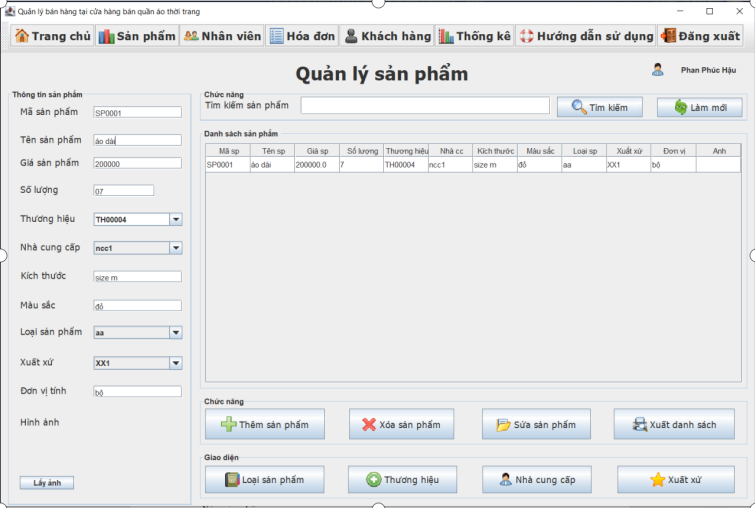 Quản lý bán hàng tại cửa hàng bán quần áo thời trang
Trang chủ Sản phẩm Nhân viên Hóa đơn Khách hàng Thống kê Hướng dẫn sử dụng Đăng xuất
Quản lý sản phẩm
Phan Phúc Hậu
Thông tin sản phẩm
Mã sản phẩm SP0001
Tên sản phẩm áo dài
Giá sản phẩm 200000
Số lượng 07
Thương hiệu TH00004
Nhà cung cấp ncc1
Kích thước size m
Màu sắc đỏ
Loại sản phẩm aa
Xuất xứ XX1
Đơn vị tính bộ
Hình ảnh
Lấy ảnh
Chức năng
Tìm kiếm sản phẩm Tìm kiếm Làm mới
Danh sách sản phẩm
Mã sp Tên sp Giá sp Số lượng Thương hiệu Nhà cc Kích thước Màu sắc Loại sp Xuất xứ Đơn vị Anh
SP0001 áo dài 200000.0 7 TH00004 ncc1 size m đỏ aa XX1 bộ
Chức năng
Thêm sản phẩm Xóa sản phẩm Sửa sản phẩm Xuất danh sách
Giao diện
Loại sản phẩm Thương hiệu Nhà cung cấp Xuất xứ